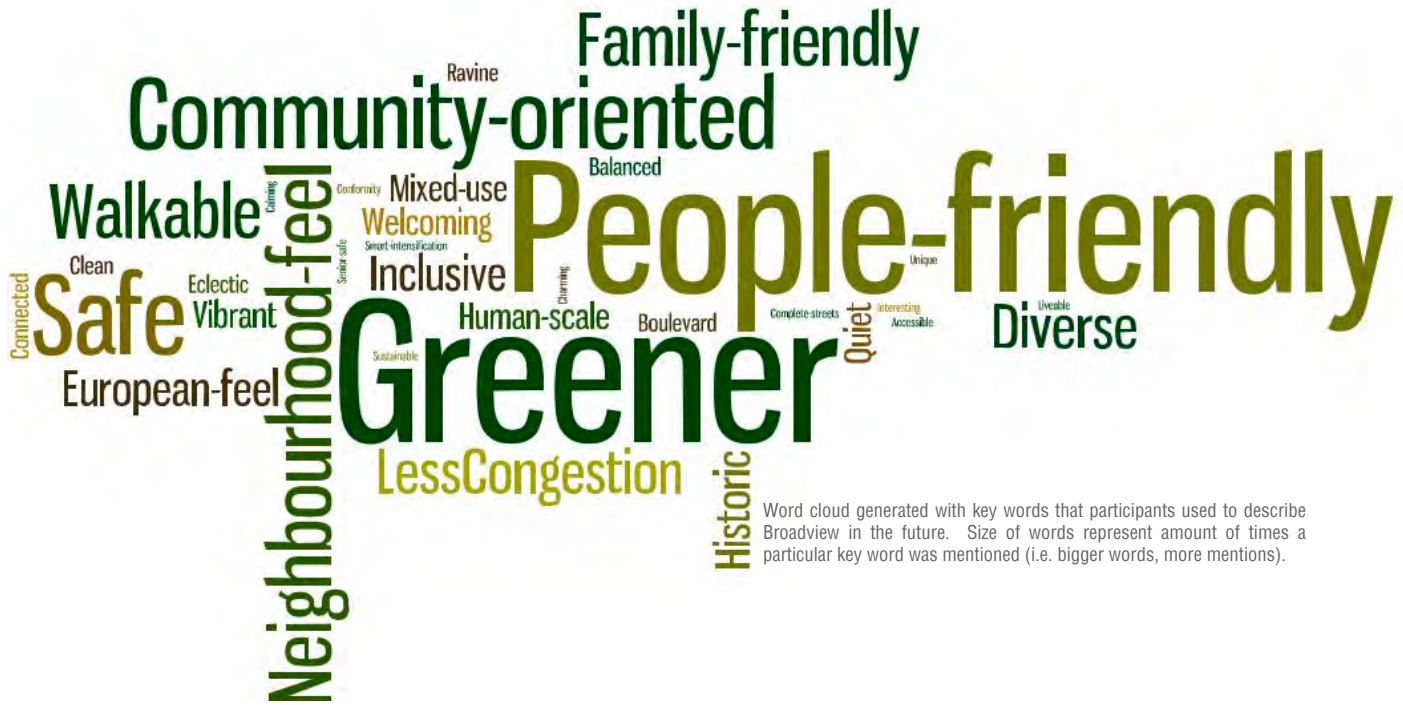 Family-friendly
Ravine
Community-oriented
Balanced
People-friendly
Walkable
Calming
Neighbourhood-feel
Conformity
Mixed-use
Welcoming
Smart-intensification
Senior-safe
Inclusive
Charming
Unique
Clean
Connected
Safe
Eclectic
Vibrant
European-feel
Human-scale
Boulevard
Complete-streets
Quiet
Interesting
Accessible
Liveable
Diverse
Sustainable
Greener
LessCongestion
Historic
Word cloud generated with key words that participants used to describe
Broadview in the future. Size of words represent amount of times a
particular key word was mentioned (i.e. bigger words, more mentions).